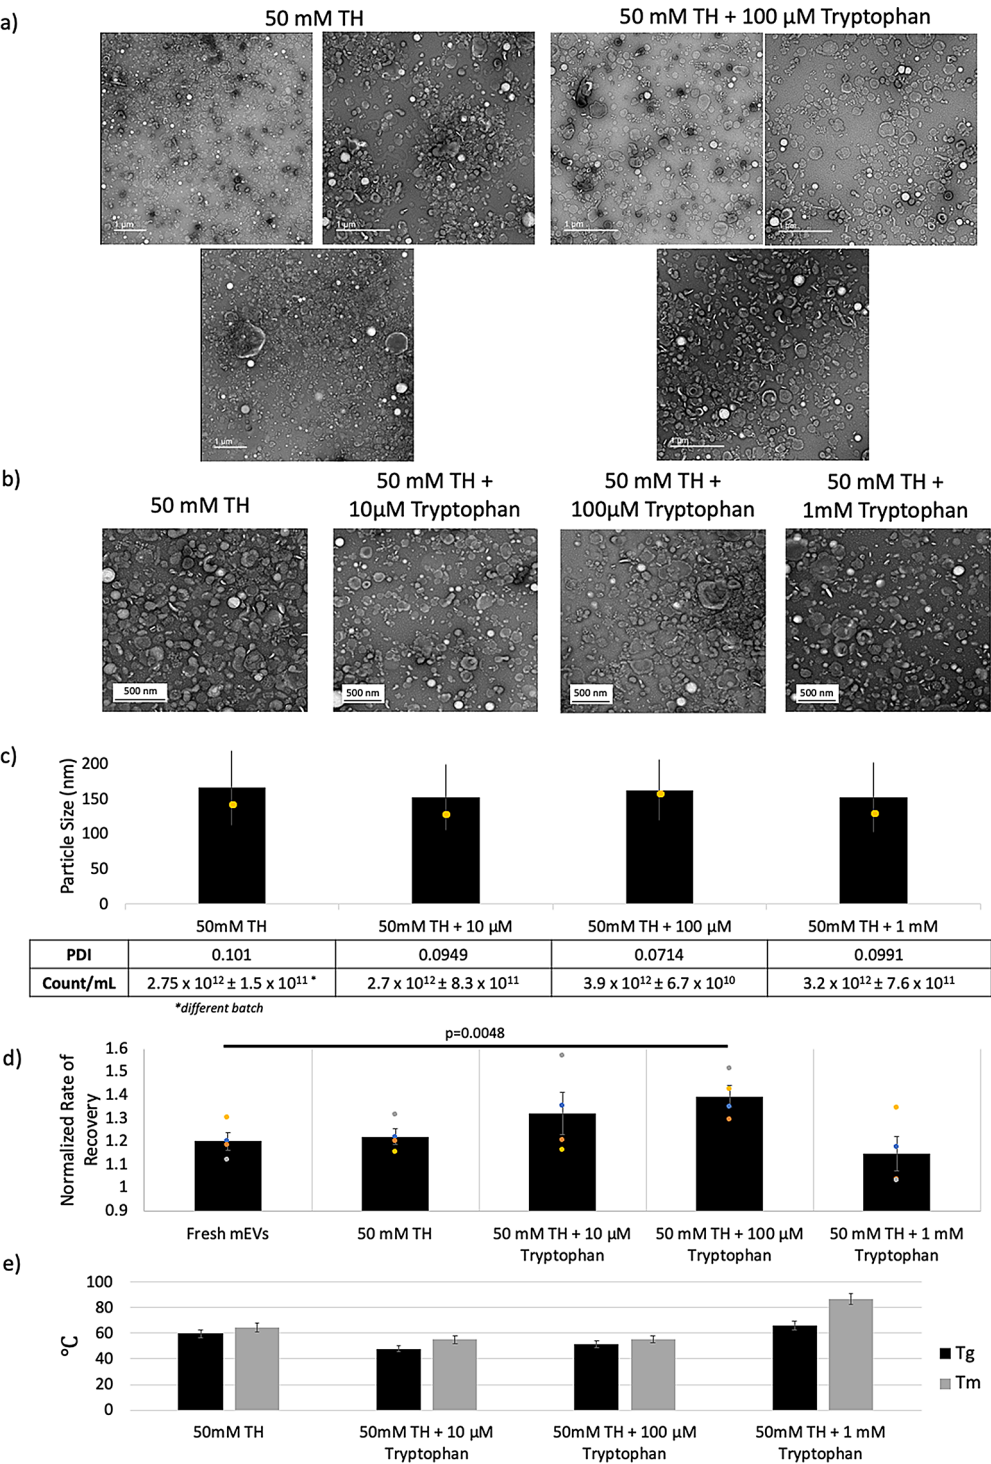 a)
50 mM TH
50 mM TH + 100 µM Tryptophan
1 µm
1 µm
1 µm
1 µm
1 µm
1 µm
b)
50 mM TH
50 mM TH +
10µM Tryptophan
50 mM TH +
100µM Tryptophan
50 mM TH +
1mM Tryptophan
500 nm
500 nm
500 nm
500 nm
c)
Particle Size (nm)
200
150
100
50
0
50mM TH
50mM TH + 10 µM
50mM TH + 100 µM
50mM TH + 1 mM
PDI 0.101 0.0949 0.0714 0.0991
Count/mL 2.75 x 10¹² ± 1.5 x 10¹¹ * 2.7 x 10¹² ± 8.3 x 10¹¹ 3.9 x 10¹² ± 6.7 x 10¹⁰ 3.2 x 10¹² ± 7.6 x 10¹¹
*different batch
d)
p=0.0048
Normalized Rate of
Recovery
1.6
1.5
1.4
1.3
1.2
1.1
1
0.9
Fresh mEVs
50 mM TH
50 mM TH + 10 µM
Tryptophan
50 mM TH + 100 µM
Tryptophan
50 mM TH + 1 mM
Tryptophan
e)
°C
100
80
60
40
20
0
50mM TH
50mM TH + 10 µM
Tryptophan
50mM TH + 100 µM
Tryptophan
50mM TH + 1 mM
Tryptophan
Tg
Tm